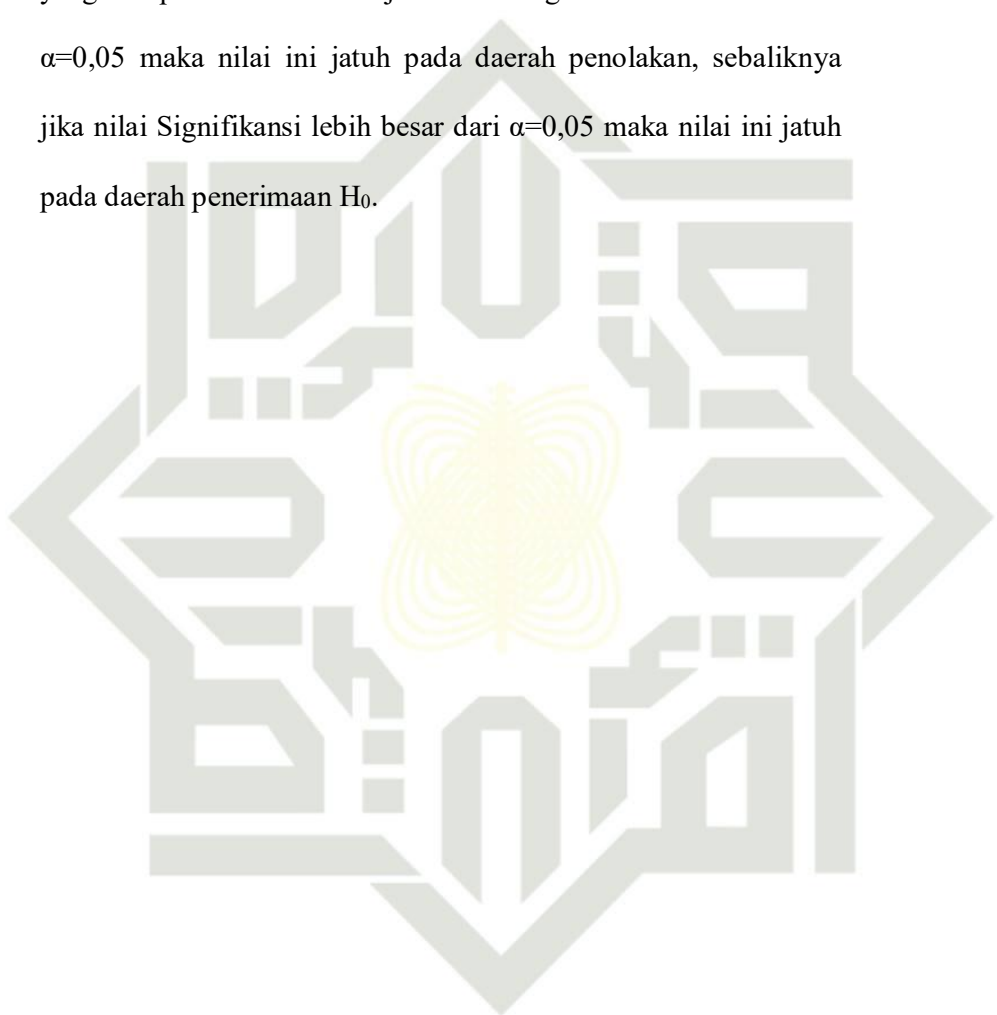 α=0,05 maka nilai ini jatuh pada daerah penolakan, sebaliknya
jika nilai Signifikansi lebih besar dari α=0,05 maka nilai ini jatuh
pada daerah penerimaan H₀.